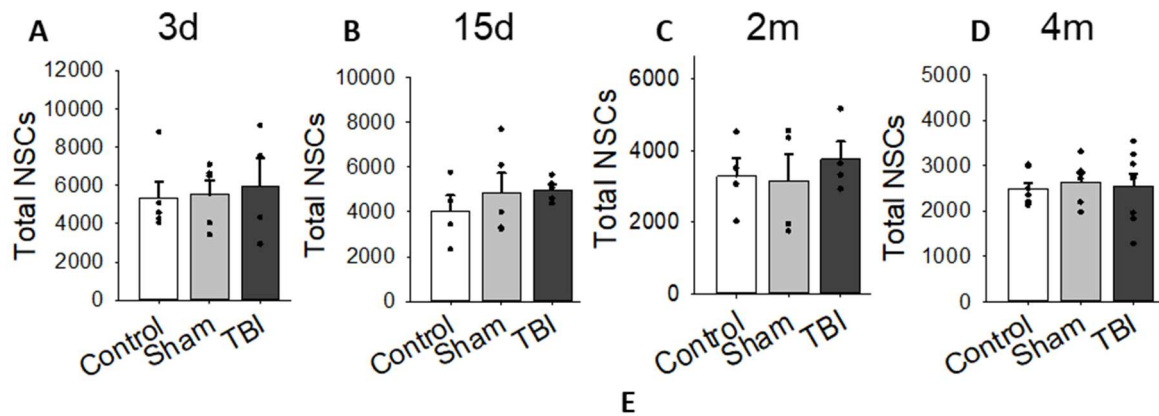 A 3d
B 15d
C 2m
D 4m
Total NSCs
12000
10000
8000
6000
4000
2000
0
Control
Sham
TBI
Total NSCs
10000
8000
6000
4000
2000
0
Control
Sham
TBI
Total NSCs
6000
4000
2000
0
Control
Sham
TBI
Total NSCs
5000
4000
3000
2000
1000
0
Control
Sham
TBI
E